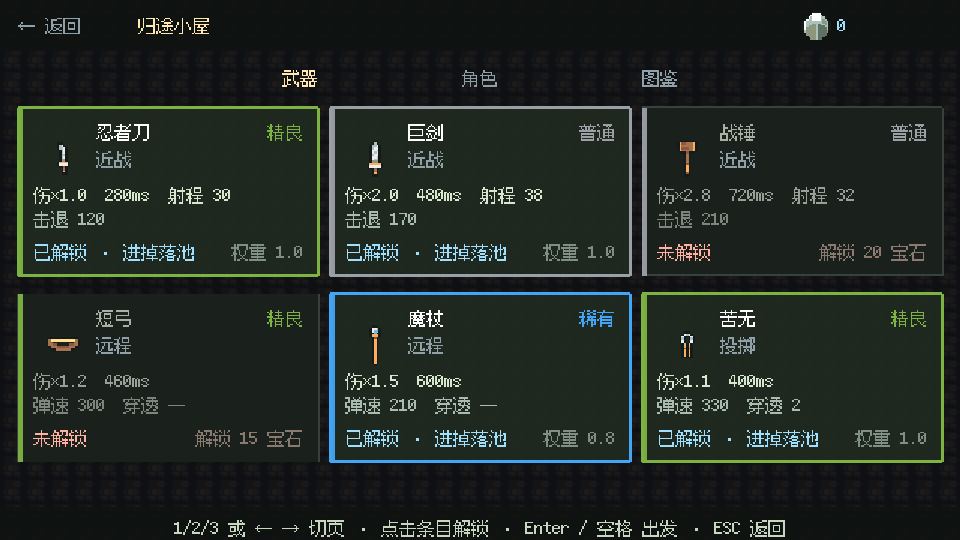 ← 返回 归途小屋 0
武器 角色 图鉴
忍者刀 精良
近战
伤×1.0 280ms 射程 30
击退 120
已解锁 · 进掉落池 权重 1.0
巨剑 普通
近战
伤×2.0 480ms 射程 38
击退 170
已解锁 · 进掉落池 权重 1.0
战锤 普通
近战
伤×2.8 720ms 射程 32
击退 210
未解锁 解锁 20 宝石
短弓 精良
远程
伤×1.2 460ms
弹速 300 穿透 —
未解锁 解锁 15 宝石
魔杖 稀有
远程
伤×1.5 600ms
弹速 210 穿透 —
已解锁 · 进掉落池 权重 0.8
苦无 精良
投掷
伤×1.1 400ms
弹速 330 穿透 2
已解锁 · 进掉落池 权重 1.0
1/2/3 或 ← → 切页 · 点击条目解锁 · Enter / 空格 出发 · ESC 返回